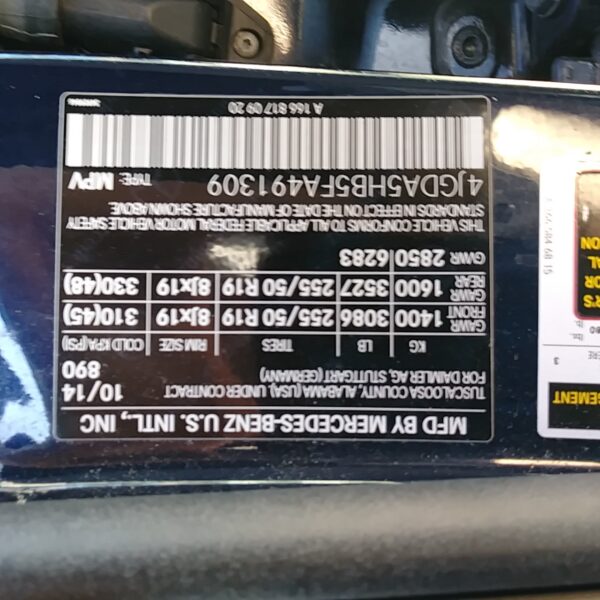 MFD BY MERCEDES-BENZ U.S. INTL., INC
TUSCALOOSA COUNTY, ALABAMA (USA), UNDER CONTRACT 10/14
FOR DAIMLER AG, STUTTGART (GERMANY) 890
KG LB TIRES RIM SIZE COLD KPA(PSI)
GAWR FRONT 1400 3086 255/50 R19 8Jx19 310(45)
GAWR REAR 1600 3527 255/50 R19 8Jx19 330(48)
GVWR 2850 6283
THIS VEHICLE CONFORMS TO ALL APPLICABLE FEDERAL MOTOR VEHICLE SAFETY
STANDARDS IN EFFECT ON THE DATE OF MANUFACTURE SHOWN ABOVE.
4JGDA5HB5FA491309 TYPE: MPV
A 166 817 09 20
3
lbs.
lb.